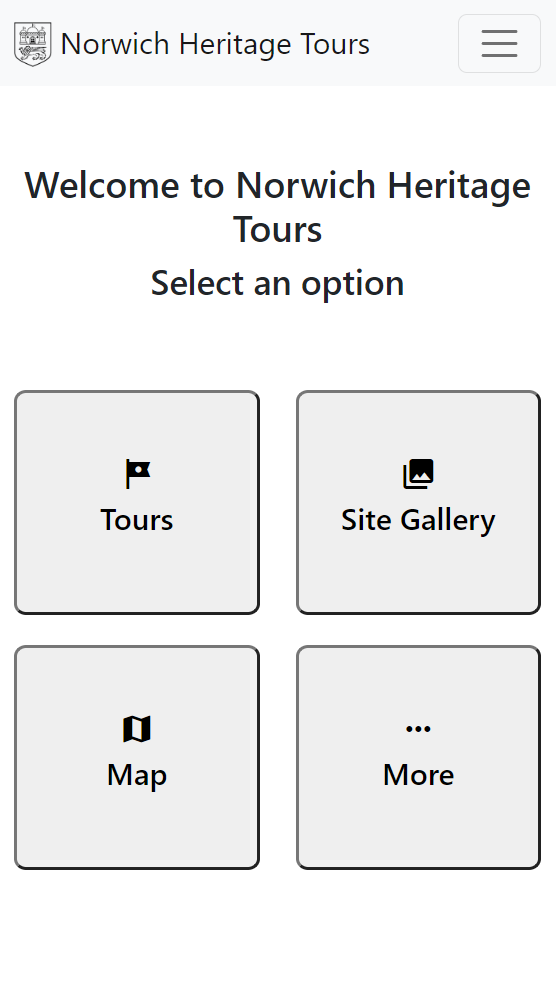 Norwich Heritage Tours
Welcome to Norwich Heritage
Tours
Select an option
Tours
Site Gallery
Map
More